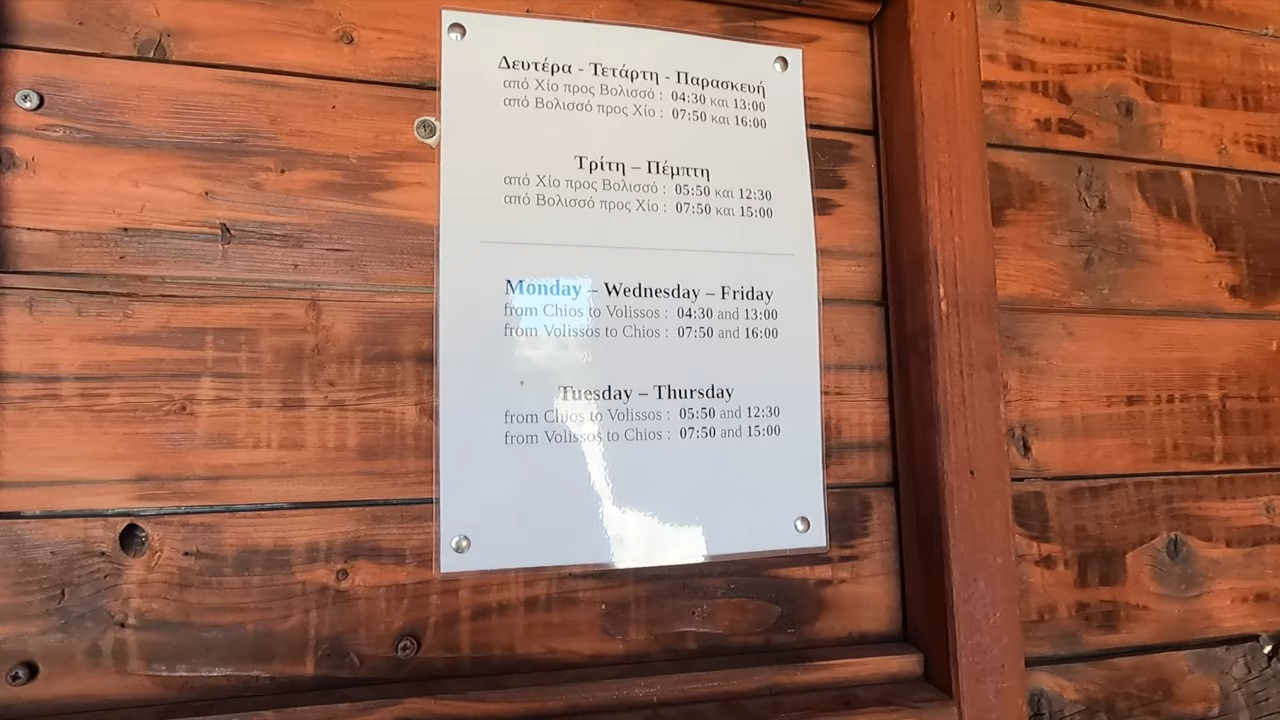 Δευτέρα - Τετάρτη - Παρασκευή
από Χίο προς Βολισσό : 04:30 και 13:00
από Βολισσό προς Χίο : 07:50 και 16:00
Τρίτη – Πέμπτη
από Χίο προς Βολισσό : 05:50 και 12:30
από Βολισσό προς Χίο : 07:50 και 15:00
Monday – Wednesday – Friday
from Chios to Volissos : 04:30 and 13:00
from Volissos to Chios : 07:50 and 16:00
Tuesday – Thursday
from Chios to Volissos : 05:50 and 12:30
from Volissos to Chios : 07:50 and 15:00